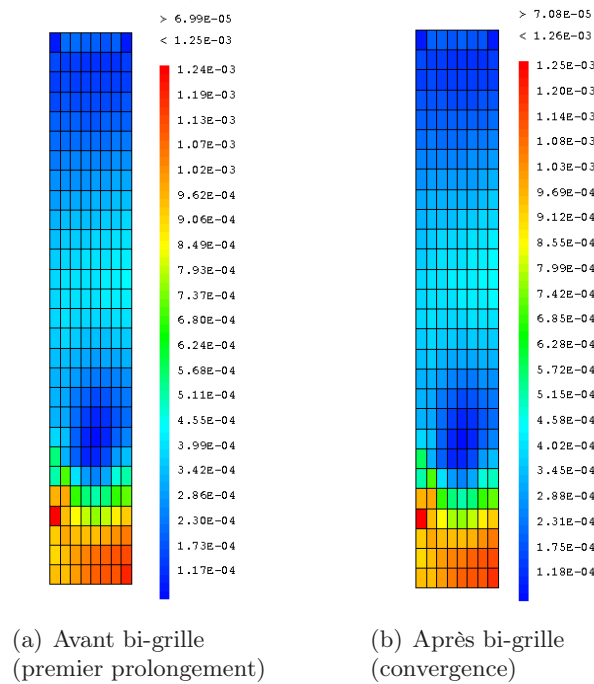 > 6.99E-05
< 1.25E-03
1.24E-03
1.19E-03
1.13E-03
1.07E-03
1.02E-03
9.62E-04
9.06E-04
8.49E-04
7.93E-04
7.37E-04
6.80E-04
6.24E-04
5.68E-04
5.11E-04
4.55E-04
3.99E-04
3.42E-04
2.86E-04
2.30E-04
1.73E-04
1.17E-04
(a) Avant bi-grille
(premier prolongement)
> 7.08E-05
< 1.26E-03
1.25E-03
1.20E-03
1.14E-03
1.08E-03
1.03E-03
9.69E-04
9.12E-04
8.55E-04
7.99E-04
7.42E-04
6.85E-04
6.28E-04
5.72E-04
5.15E-04
4.58E-04
4.02E-04
3.45E-04
2.88E-04
2.31E-04
1.75E-04
1.18E-04
(b) Après bi-grille
(convergence)